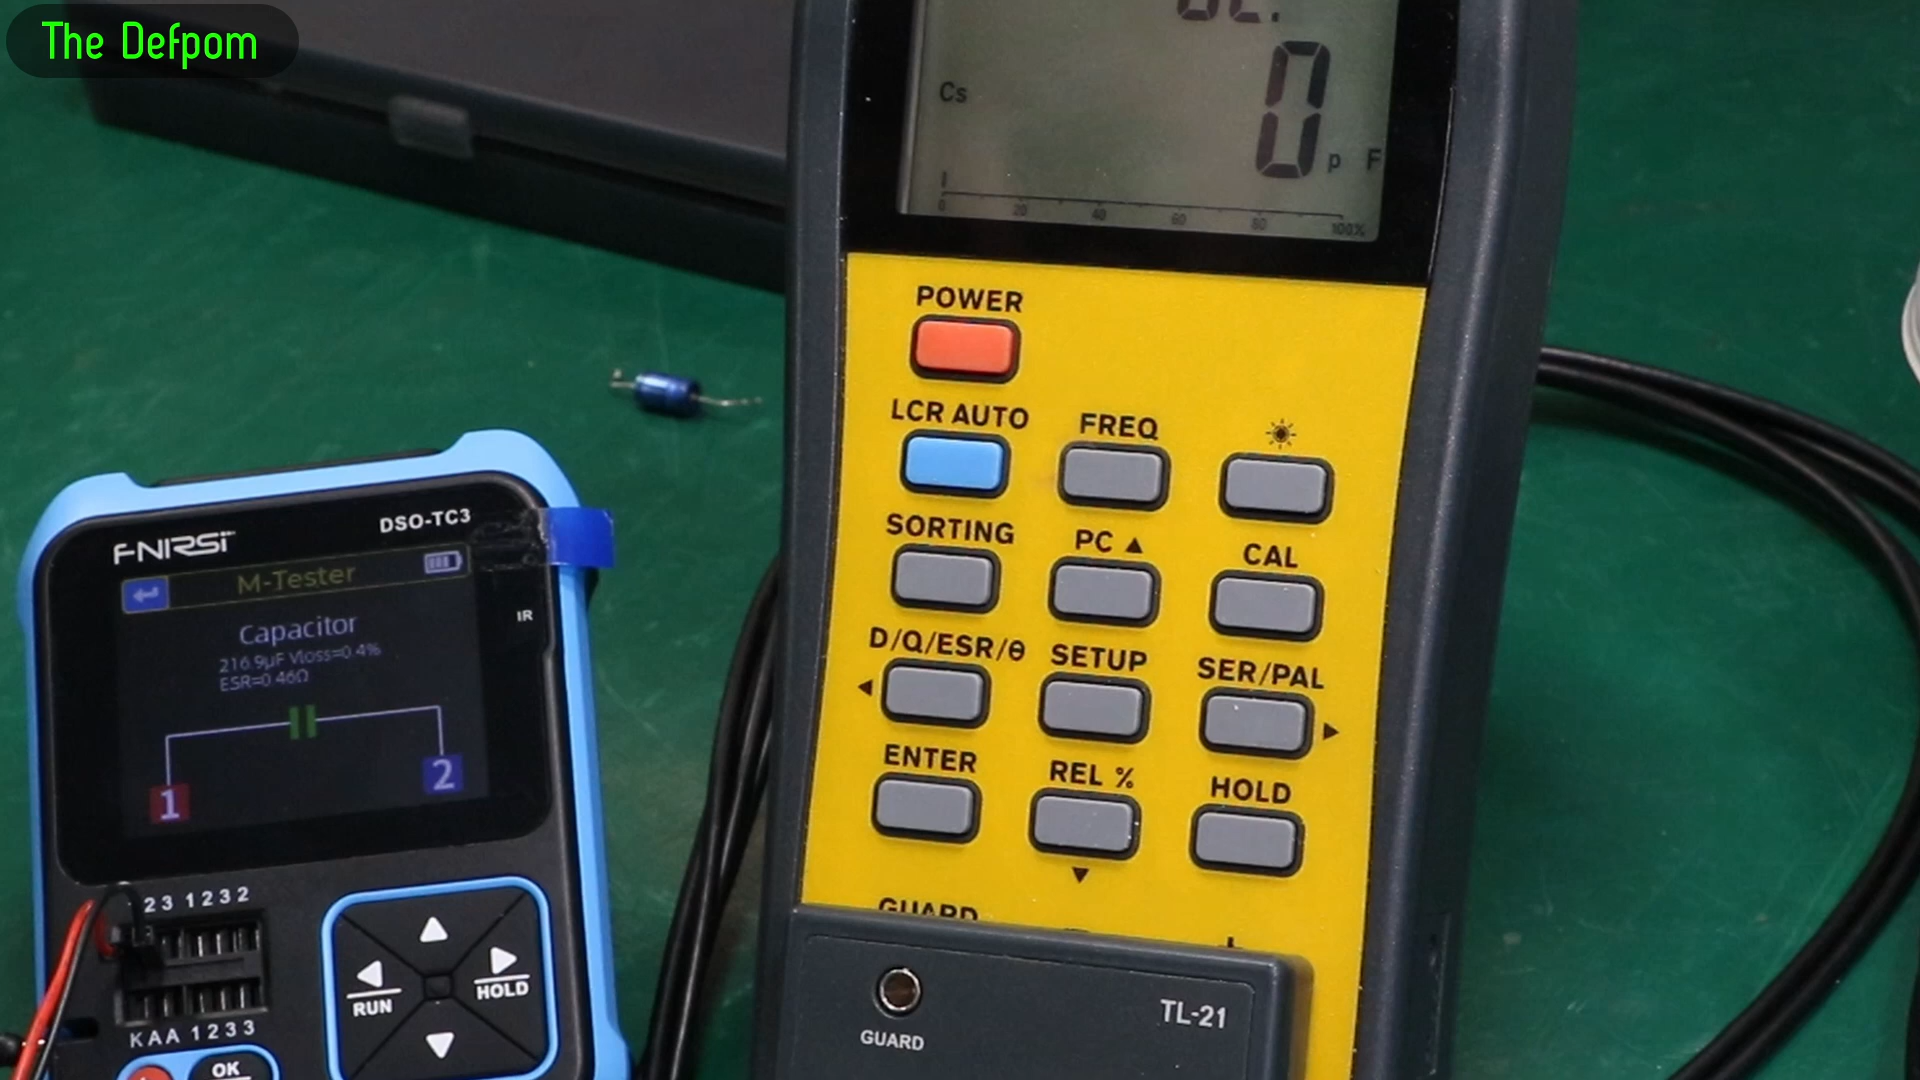 The Defpom
Cs
0 p F
0 20 40 60 80 100%
POWER
LCR AUTO
FREQ
SORTING
PC ▲
CAL
D/Q/ESR/θ
SETUP
SER/PAL
ENTER
REL %
HOLD
GUARD
GUARD
TL-21
FNIRSI
DSO-TC3
M-Tester
IR
Capacitor
216.9µF Vloss=0.4%
ESR=0.46Ω
1
2
2 3 1 2 3 2
RUN
HOLD
K A A 1 2 3 3
OK